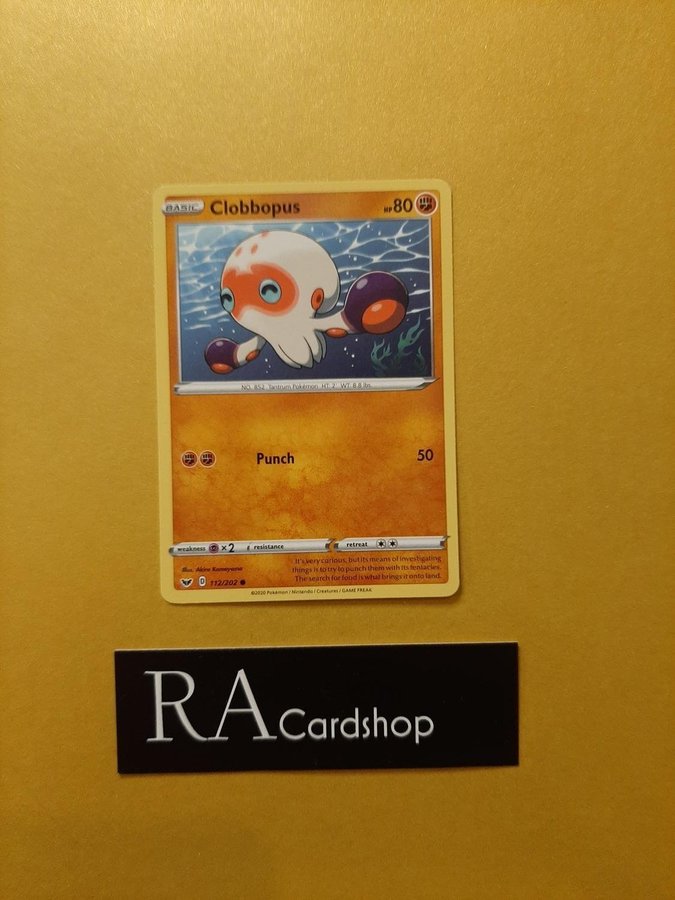 BASIC Clobbopus HP 80
NO. 852 Tantrum Pokémon HT: 2' WT: 8.8 lbs.
Punch 50
weakness ×2 resistance retreat
It's very curious, but its means of investigating
things is to try to punch them with its tentacles.
The search for food is what brings it onto land.
Illus. Akira Komayama
D 112/202
©2020 Pokémon / Nintendo / Creatures / GAME FREAK
RA Cardshop